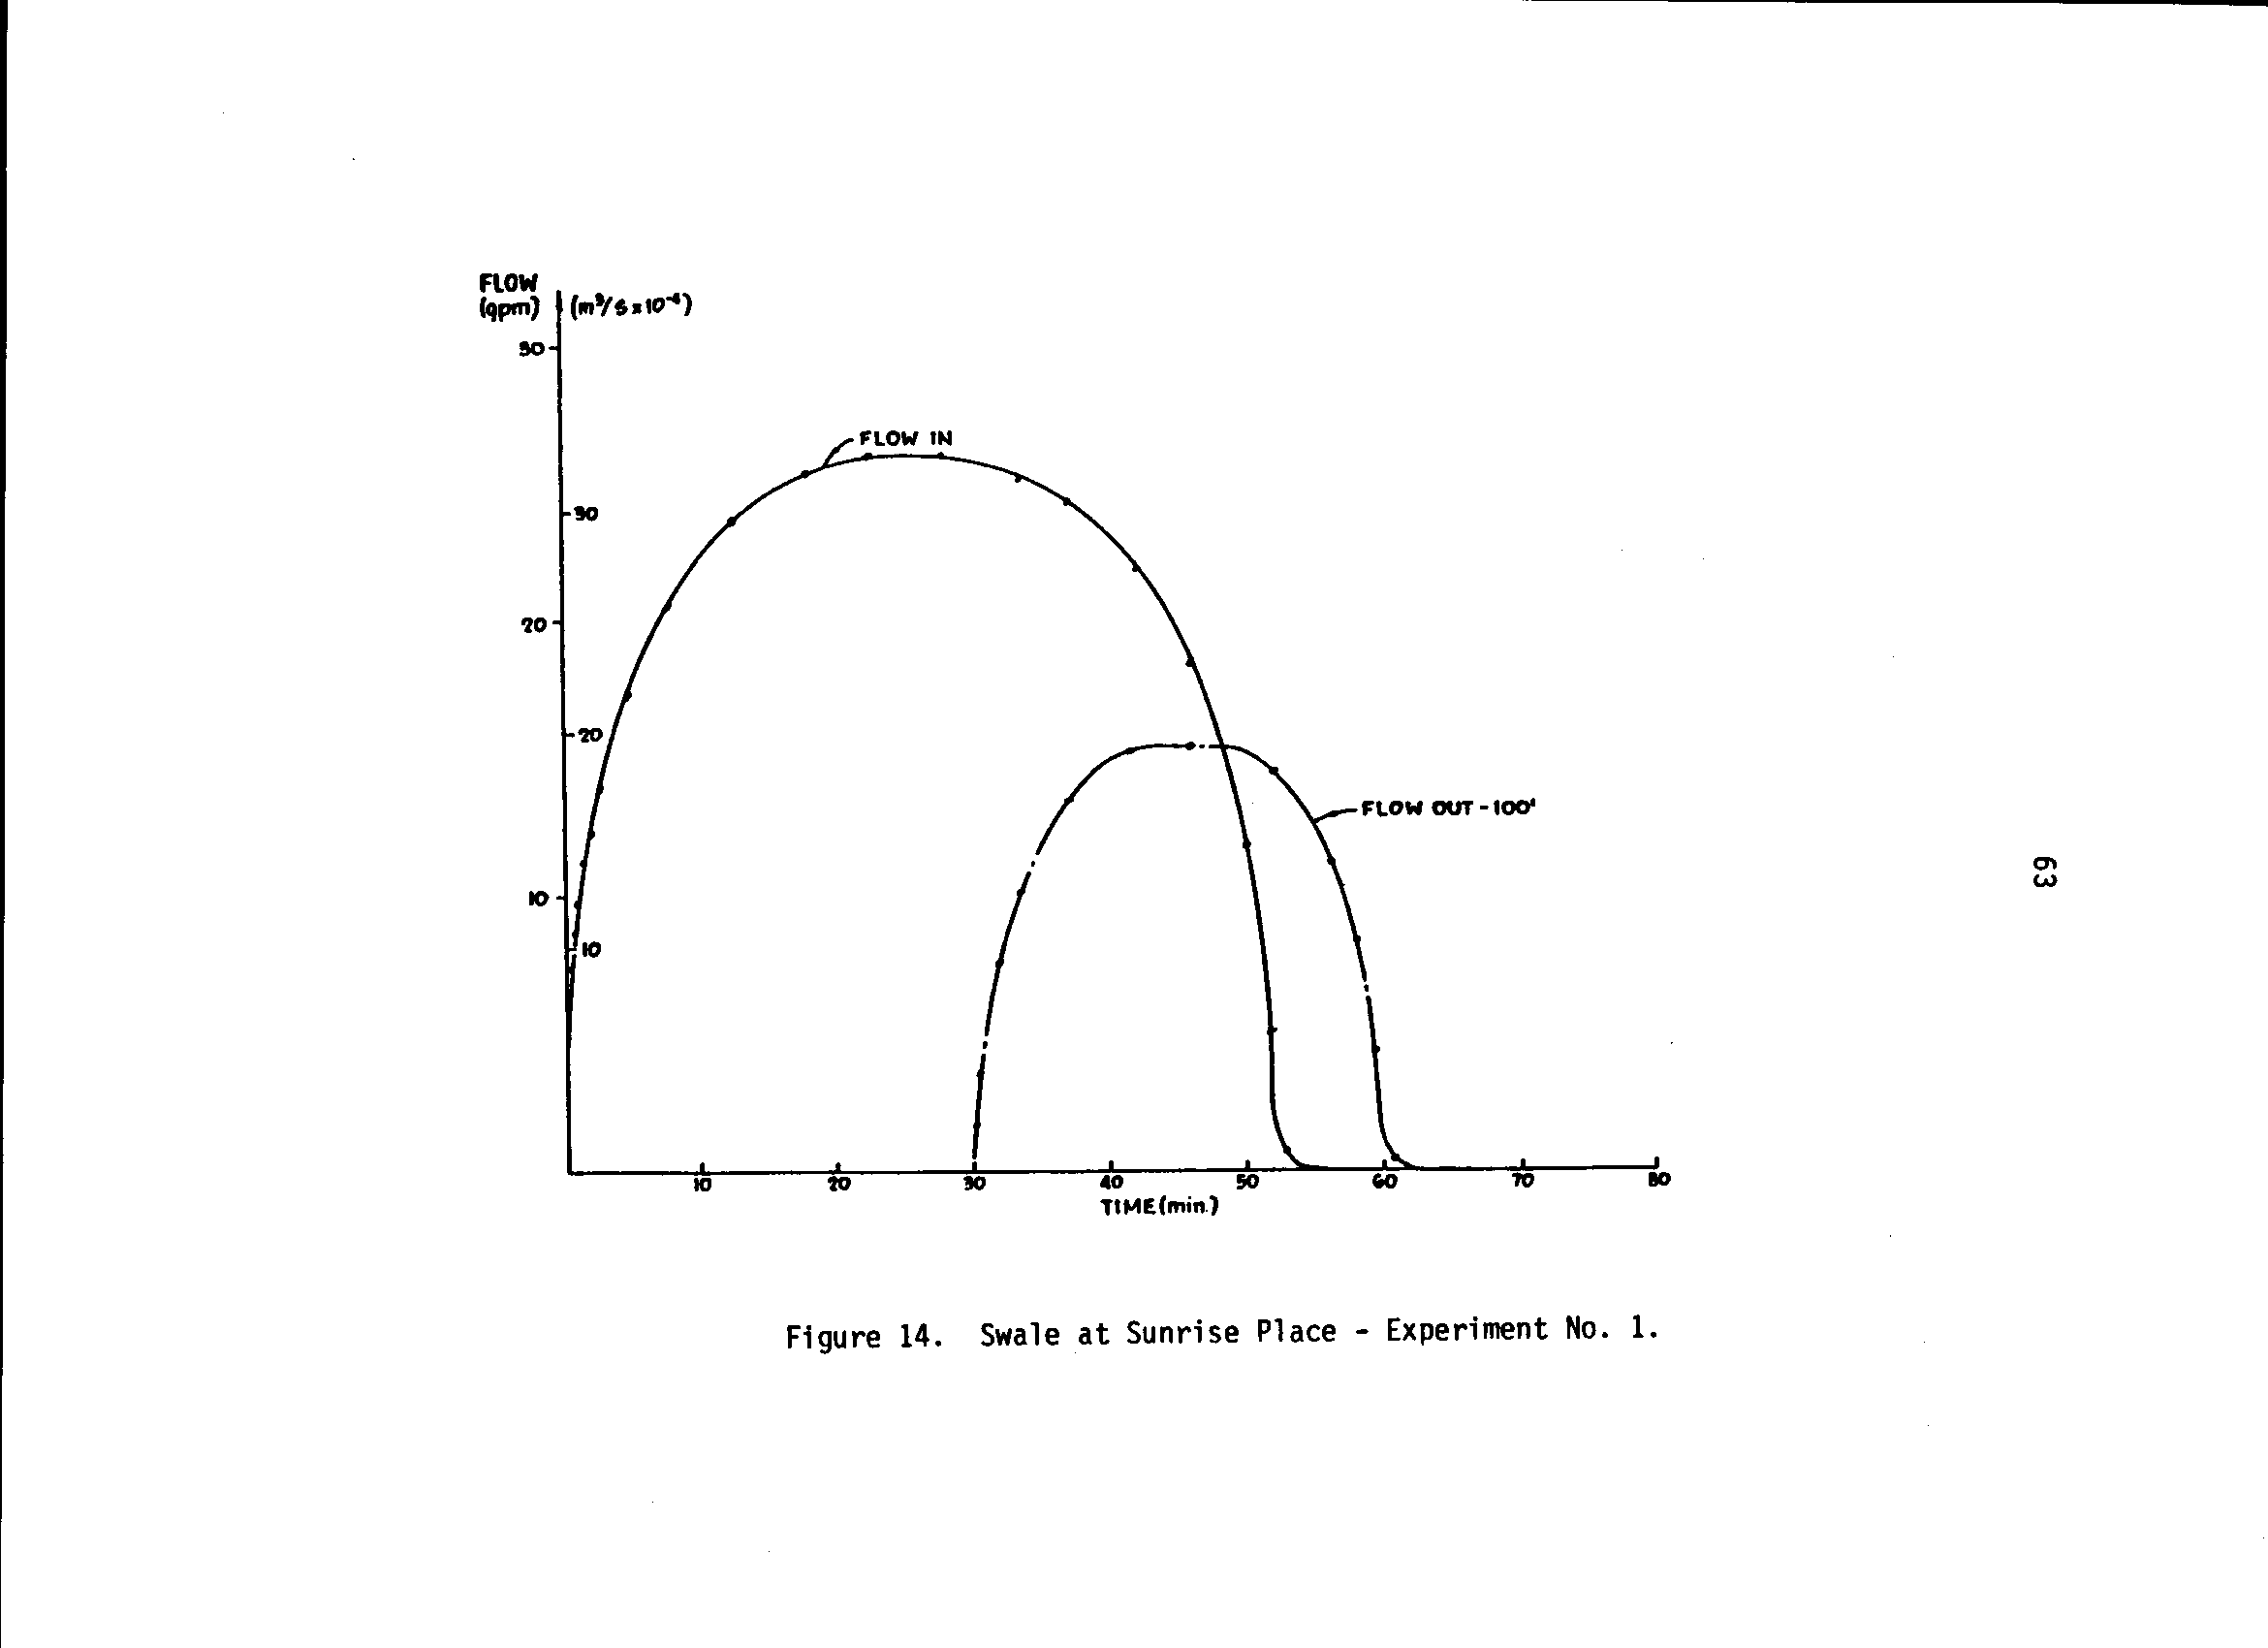 FLOW
(gpm) (m³/s x 10⁻⁴)
30
FLOW IN
30
20
20
FLOW OUT - 100'
10
10
10 20 30 40 50 60 70 80
TIME (min.)
63
Figure 14. Swale at Sunrise Place - Experiment No. 1.